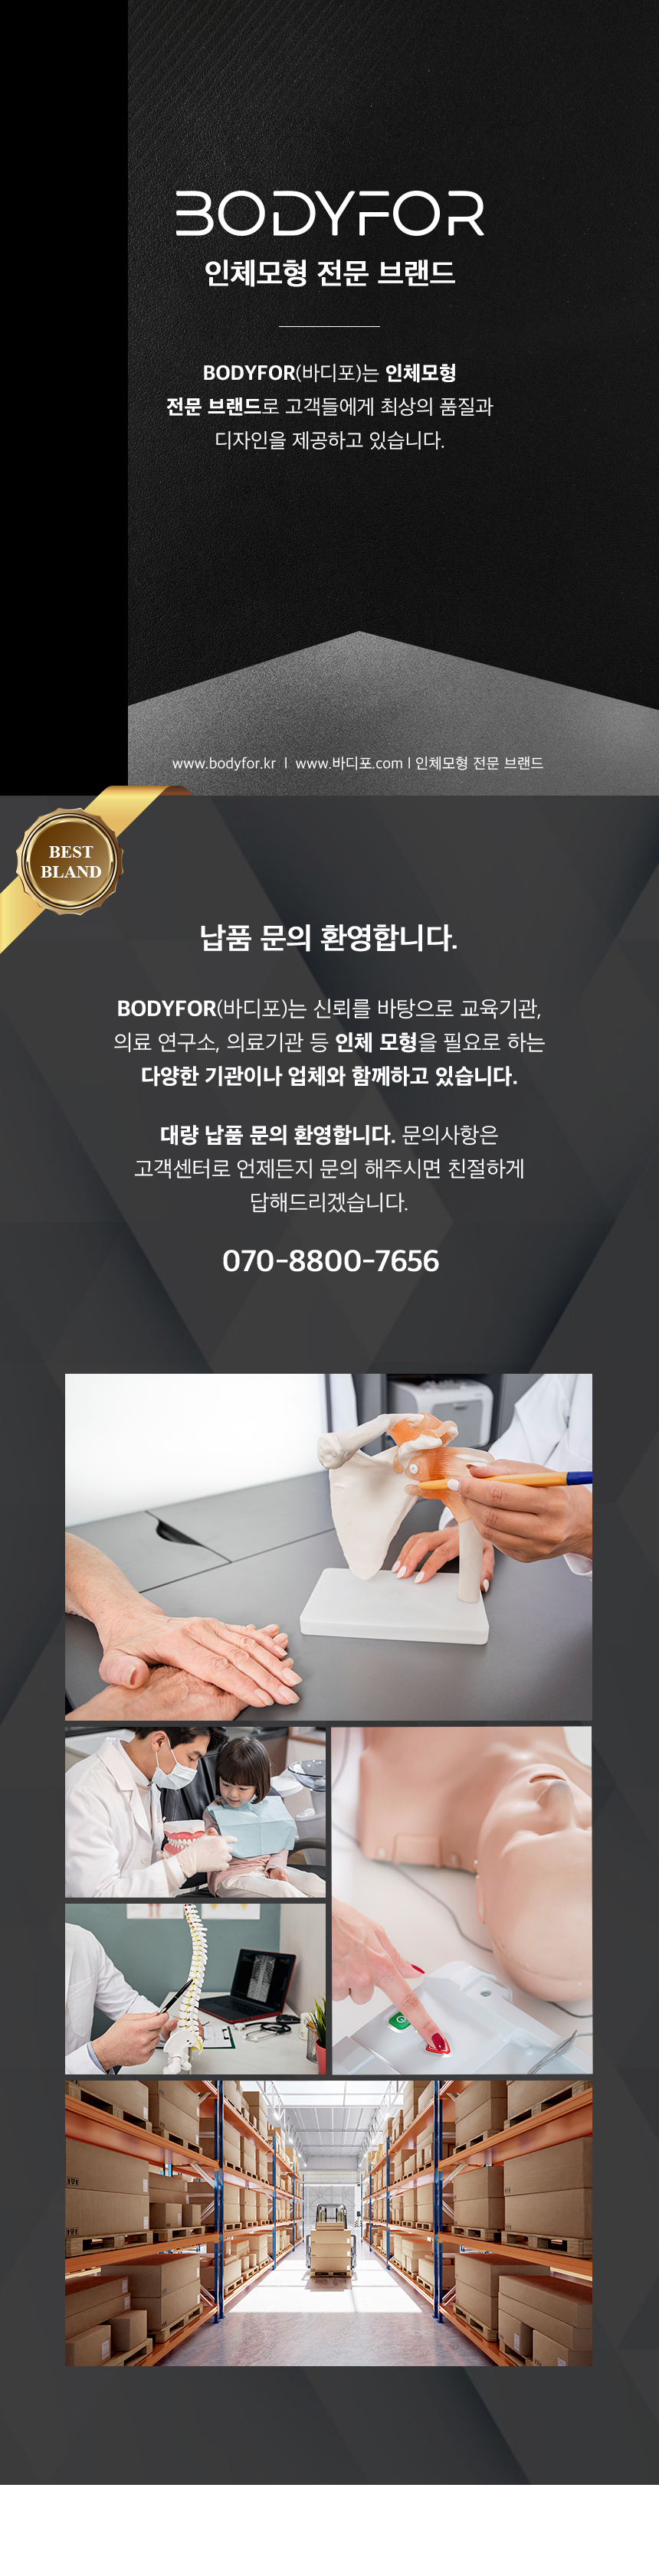 BODYFOR
인체모형 전문 브랜드
BODYFOR(바디포)는 인체모형
전문 브랜드로 고객들에게 최상의 품질과
디자인을 제공하고 있습니다.
www.bodyfor.kr | www.바디포.com | 인체모형 전문 브랜드
BEST
BLAND
납품 문의 환영합니다.
BODYFOR(바디포)는 신뢰를 바탕으로 교육기관,
의료 연구소, 의료기관 등 인체 모형을 필요로 하는
다양한 기관이나 업체와 함께하고 있습니다.
대량 납품 문의 환영합니다. 문의사항은
고객센터로 언제든지 문의 해주시면 친절하게
답해드리겠습니다.
070-8800-7656